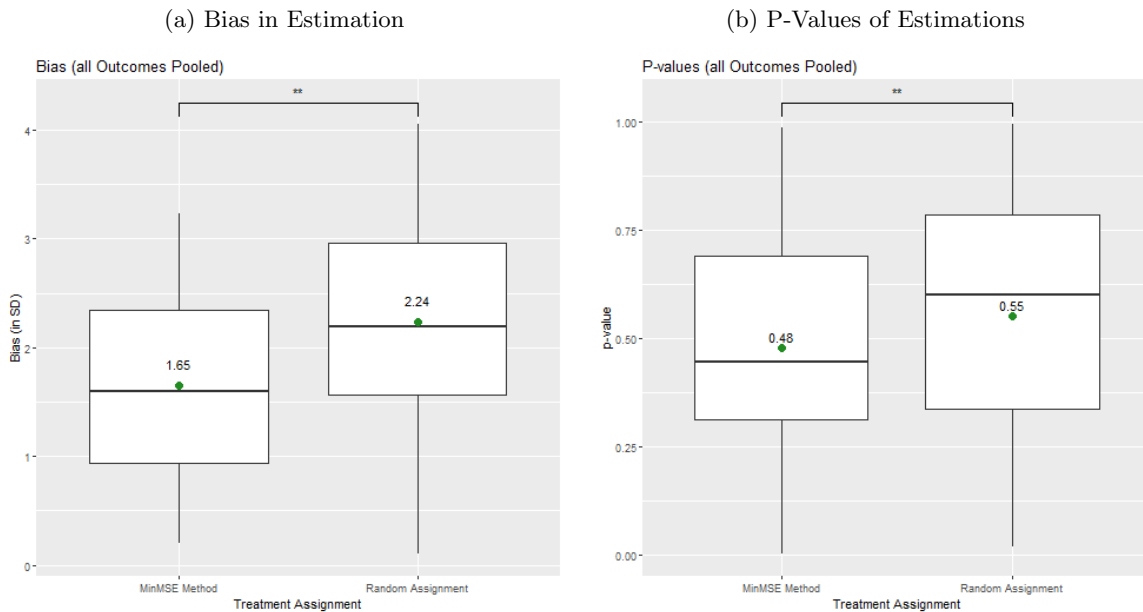 (a) Bias in Estimation
Bias (all Outcomes Pooled)
**
4
3
2
1
0
Bias (in SD)
1.65
2.24
MinMSE Method
Random Assignment
Treatment Assignment
(b) P-Values of Estimations
P-values (all Outcomes Pooled)
**
1.00
0.75
0.50
0.25
0.00
p-value
0.48
0.55
MinMSE Method
Random Assignment
Treatment Assignment